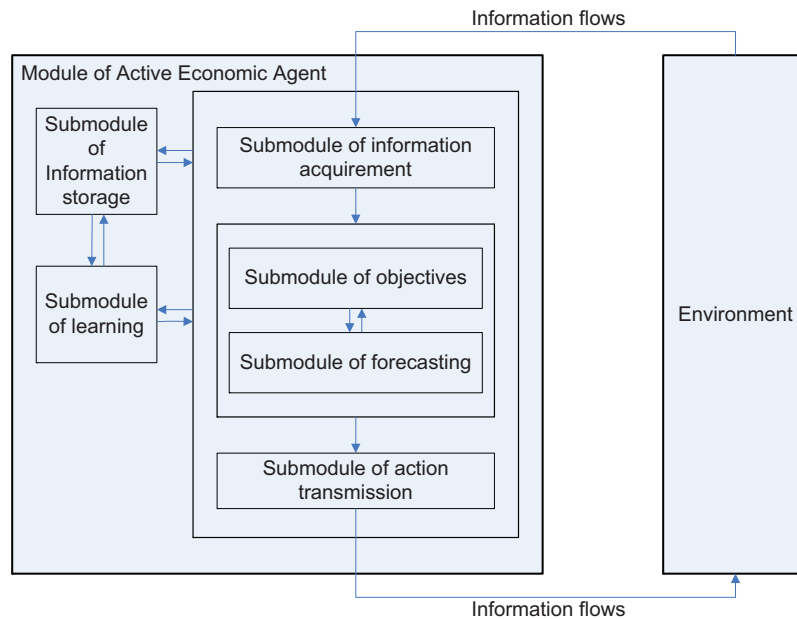 Information flows
Module of Active Economic Agent
Submodule
of
Information
storage
Submodule of information
acquirement
Submodule of objectives
Submodule
of learning
Submodule of forecasting
Environment
Submodule of action
transmission
Information flows